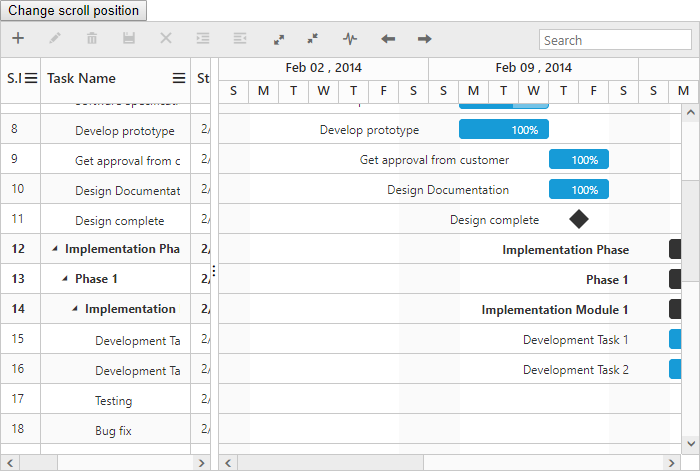 Change scroll position
Search
S.I Task Name St
Feb 02 , 2014 Feb 09 , 2014
S M T W T F S S M T W T F S S M
8 Develop prototype 2/ Develop prototype 100%
9 Get approval from c 2/ Get approval from customer 100%
10 Design Documentat 2/ Design Documentation 100%
11 Design complete 2/ Design complete
12 Implementation Pha 2/ Implementation Phase
13 Phase 1 2/ Phase 1
14 Implementation 2/ Implementation Module 1
15 Development Ta 2/ Development Task 1
16 Development Ta 2/ Development Task 2
17 Testing 2/
18 Bug fix 2/